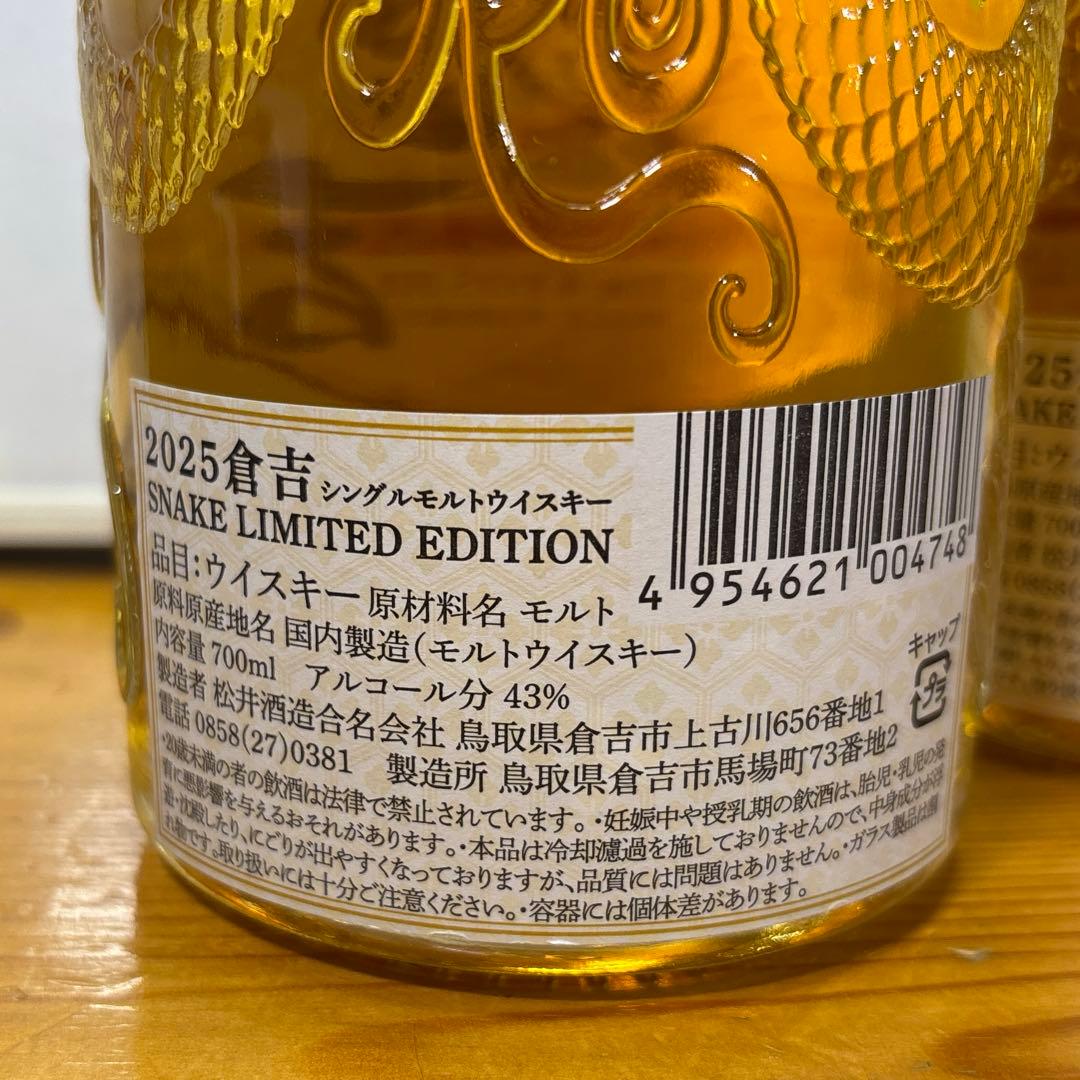 2025倉吉 シングルモルトウイスキー
SNAKE LIMITED EDITION
品目:ウイスキー 原材料名 モルト
原料原産地名 国内製造(モルトウイスキー)
内容量 700ml アルコール分 43%
製造者 松井酒造合名会社 鳥取県倉吉市上古川656番地1
電話 0858(27)0381 製造所 鳥取県倉吉市馬場町73番地2
・20歳未満の者の飲酒は法律で禁止されています。・妊娠中や授乳期の飲酒は、胎児・乳児の発
育に悪影響を与えるおそれがあります。・本品は冷却濾過を施しておりませんので、中身成分が浮
遊・沈殿したり、にごりが出やすくなっておりますが、品質には問題はありません。・ガラス製品は割
れ物です。取り扱いには十分ご注意ください。・容器には個体差があります。
4 954621 004748
キャップ
プラ
25
AKE